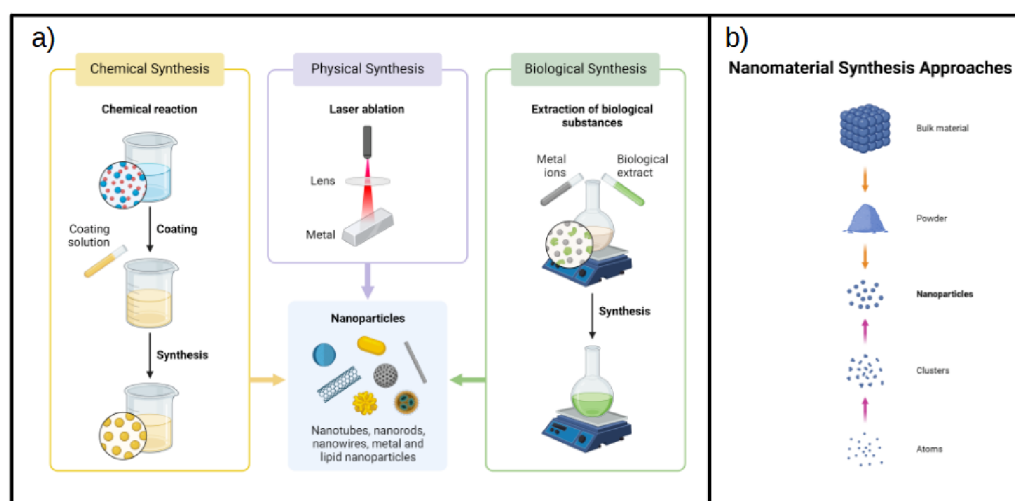 a)
Chemical Synthesis
Chemical reaction
Coating
solution
Coating
Synthesis
Physical Synthesis
Laser ablation
Lens
Metal
Nanoparticles
Nanotubes, nanorods,
nanowires, metal and
lipid nanoparticles
Biological Synthesis
Extraction of biological
substances
Metal
ions
Biological
extract
Synthesis
b)
Nanomaterial Synthesis Approaches
Bulk material
Powder
Nanoparticles
Clusters
Atoms